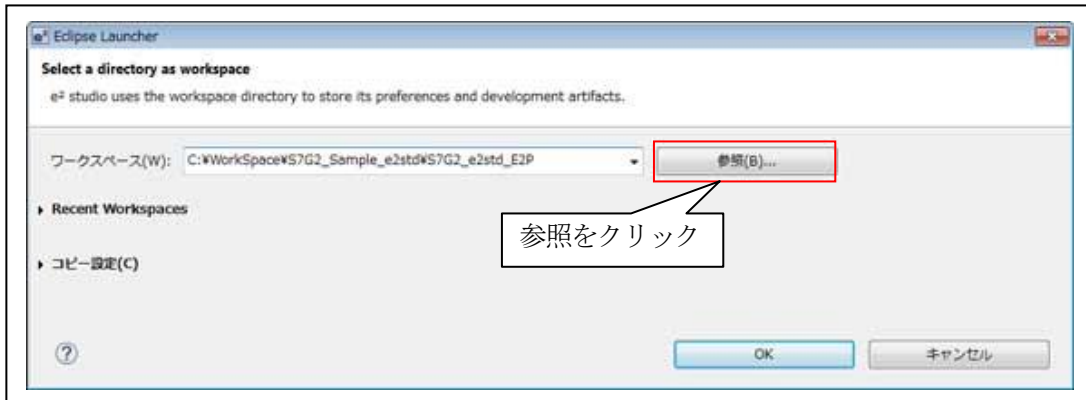 e² Eclipse Launcher
Select a directory as workspace
e² studio uses the workspace directory to store its preferences and development artifacts.
ワークスペース(W): C:¥WorkSpace¥S7G2_Sample_e2std¥S7G2_e2std_E2P 参照(B)...
Recent Workspaces
参照をクリック
コピー設定(C)
? OK キャンセル